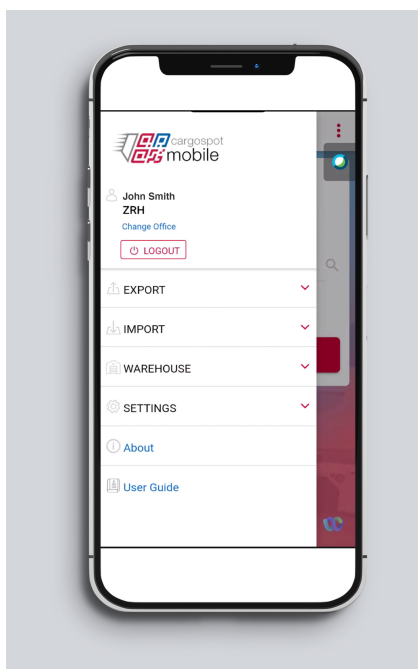 cargospot
mobile
John Smith
ZRH
Change Office
LOGOUT
EXPORT
IMPORT
WAREHOUSE
SETTINGS
About
User Guide